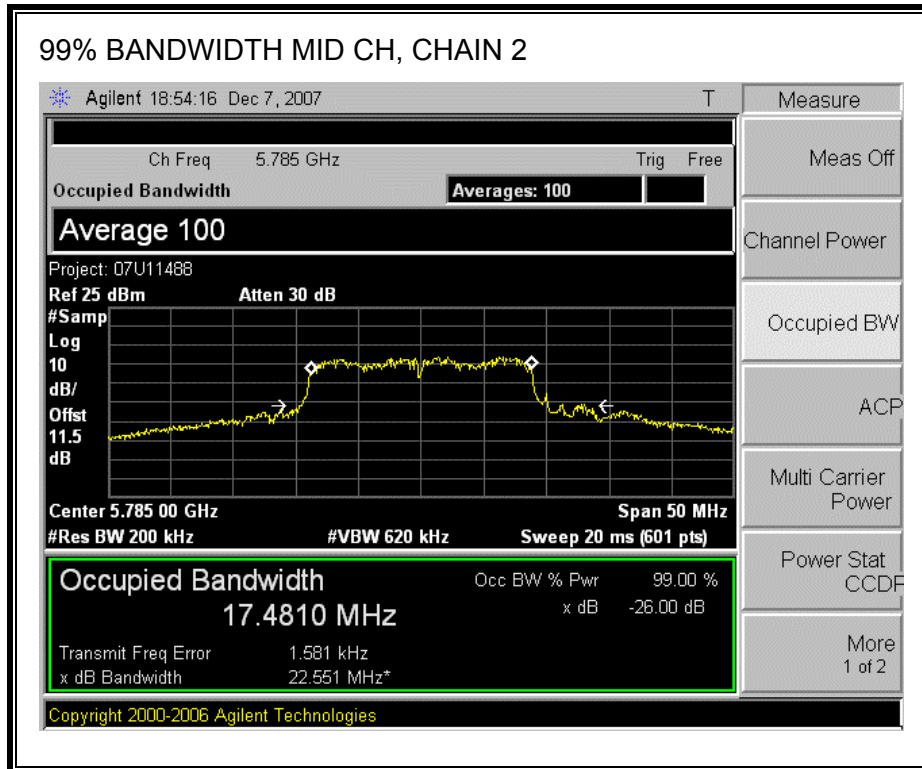 99% BANDWIDTH MID CH, CHAIN 2
Agilent 18:54:16 Dec 7, 2007 T
Measure
Ch Freq 5.785 GHz Trig Free
Occupied Bandwidth Averages: 100
Average 100
Project: 07U11488
Ref 25 dBm Atten 30 dB
#Samp
Log
10
dB/
Offst
11.5
dB
Center 5.785 00 GHz Span 50 MHz
#Res BW 200 kHz #VBW 620 kHz Sweep 20 ms (601 pts)
Occupied Bandwidth Occ BW % Pwr 99.00 %
17.4810 MHz x dB -26.00 dB
Transmit Freq Error 1.581 kHz
x dB Bandwidth 22.551 MHz*
Copyright 2000-2006 Agilent Technologies
Meas Off
Channel Power
Occupied BW
ACP
Multi Carrier
Power
Power Stat
CCDF
More
1 of 2